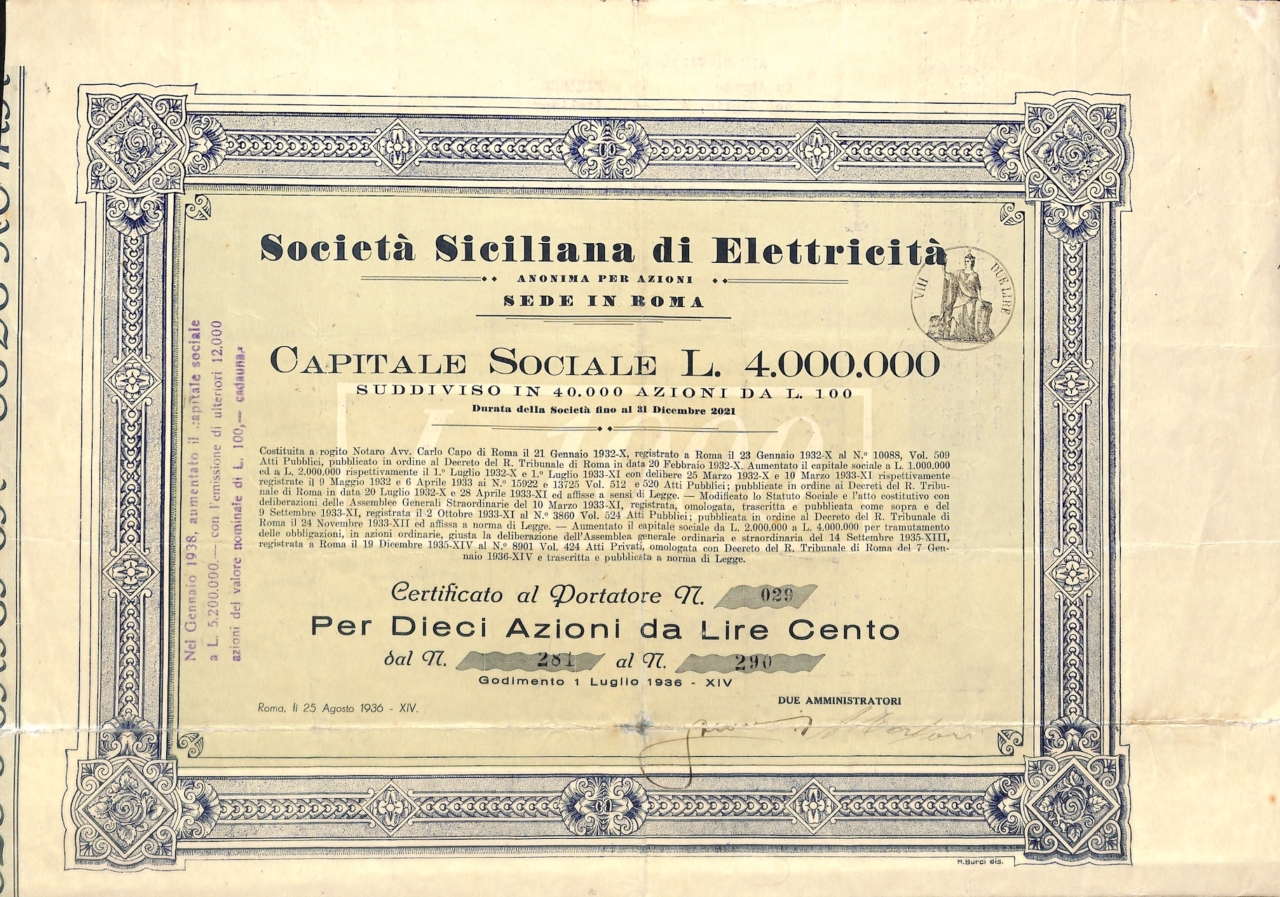 Società Siciliana di Elettricità
ANONIMA PER AZIONI
SEDE IN ROMA
VIII DUE LIRE
CAPITALE SOCIALE L. 4.000.000
SUDDIVISO IN 40.000 AZIONI DA L. 100
Durata della Società fino al 31 Dicembre 2021
L. 1000
Costituita a rogito Notaro Avv. Carlo Capo di Roma il 21 Gennaio 1932-X, registrato a Roma il 23 Gennaio 1932-X al N.º 10088, Vol. 509
Atti Pubblici, pubblicato in ordine al Decreto del R. Tribunale di Roma in data 20 Febbraio 1932-X. Aumentato il capitale sociale a L. 1.000.000
ed a L. 2.000.000 rispettivamente il 1.º Luglio 1932-X e 1.º Luglio 1933-XI con delibere 25 Marzo 1932-X e 10 Marzo 1933-XI rispettivamente
registrate il 9 Maggio 1932 e 6 Aprile 1933 ai N.º 15922 e 13725 Vol. 512 e 520 Atti Pubblici; pubblicate in ordine ai Decreti del R. Tribu-
nale di Roma in data 20 Luglio 1932-X e 28 Aprile 1933-XI ed affisse a sensi di Legge. — Modificato lo Statuto Sociale e l'atto costitutivo con
deliberazioni delle Assemblee Generali Straordinarie del 10 Marzo 1933-XI, registrata, omologata, trascritta e pubblicata come sopra e del
9 Settembre 1933-XI, registrata il 2 Ottobre 1933-XI al N.º 3860 Vol. 524 Atti Pubblici; pubblicata in ordine al Decreto del R. Tribunale di
Roma il 24 Novembre 1933-XII ed affissa a norma di Legge. — Aumentato il capitale sociale da L. 2.000.000 a L. 4.000.000 per tramutamento
delle obbligazioni, in azioni ordinarie, giusta la deliberazione dell'Assemblea generale ordinaria e straordinaria del 14 Settembre 1935-XIII,
registrata a Roma il 19 Dicembre 1935-XIV al N.º 8901 Vol. 424 Atti Privati, omologata con Decreto del R. Tribunale di Roma del 7 Gen-
naio 1936-XIV e trascritta e pubblicata a norma di Legge.
Certificato al Portatore N. 029
Per Dieci Azioni da Lire Cento
dal N. 281 al N. 290
Godimento 1 Luglio 1936 - XIV
DUE AMMINISTRATORI
Roma, lì 25 Agosto 1936 - XIV.
M. Burci dis.
Nel Gennaio 1938, aumentato il capitale sociale
a L. 5.200.000.— con l'emissione di ulteriori 12.000
azioni del valore nominale di L. 100,— cadauna.